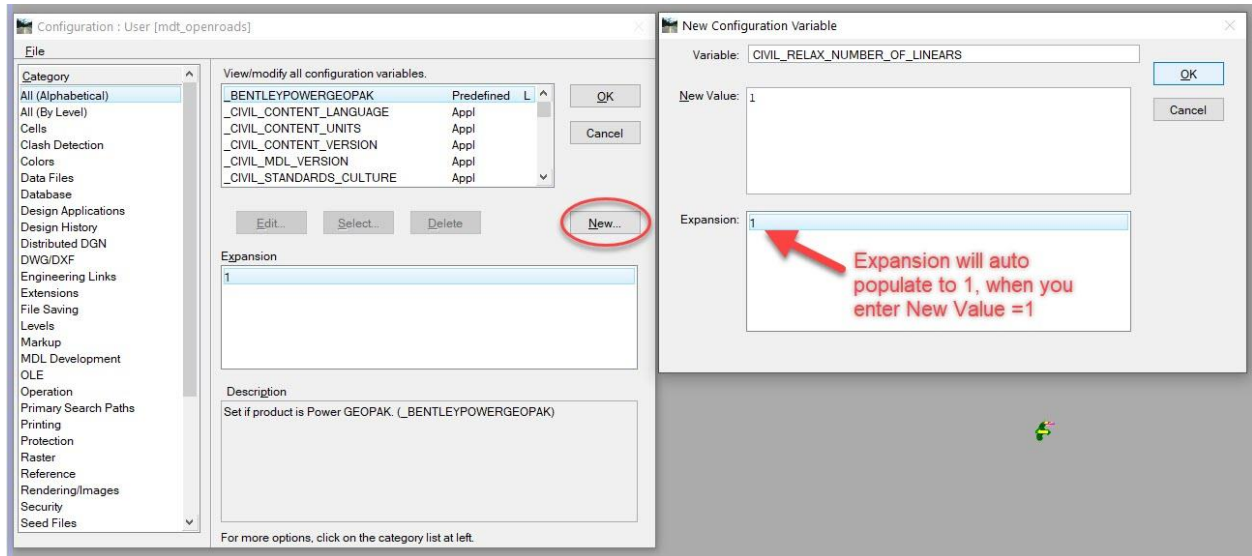 Configuration : User [mdt_openroads]
File
Category
All (Alphabetical)
All (By Level)
Cells
Clash Detection
Colors
Data Files
Database
Design Applications
Design History
Distributed DGN
DWG/DXF
Engineering Links
Extensions
File Saving
Levels
Markup
MDL Development
OLE
Operation
Primary Search Paths
Printing
Protection
Raster
Reference
Rendering/Images
Security
Seed Files
View/modify all configuration variables.
_BENTLEYPOWERGEOPAK Predefined L
_CIVIL_CONTENT_LANGUAGE Appl
_CIVIL_CONTENT_UNITS Appl
_CIVIL_CONTENT_VERSION Appl
_CIVIL_MDL_VERSION Appl
_CIVIL_STANDARDS_CULTURE Appl
OK
Cancel
Edit... Select... Delete New...
Expansion
1
Description
Set if product is Power GEOPAK. (_BENTLEYPOWERGEOPAK)
For more options, click on the category list at left.
New Configuration Variable
Variable: CIVIL_RELAX_NUMBER_OF_LINEARS
OK
New Value: 1
Cancel
Expansion: 1
Expansion will auto
populate to 1, when you
enter New Value =1